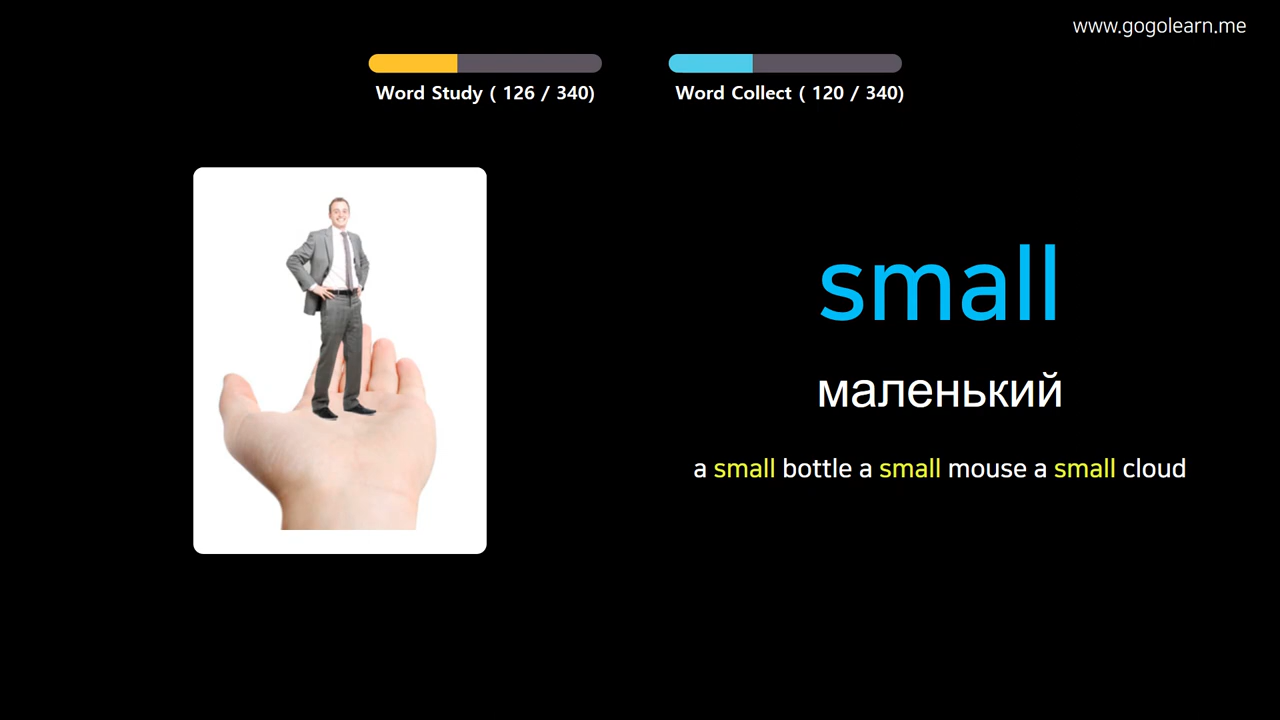 www.gogolearn.me
Word Study ( 126 / 340)
Word Collect ( 120 / 340)
small
маленький
a small bottle a small mouse a small cloud